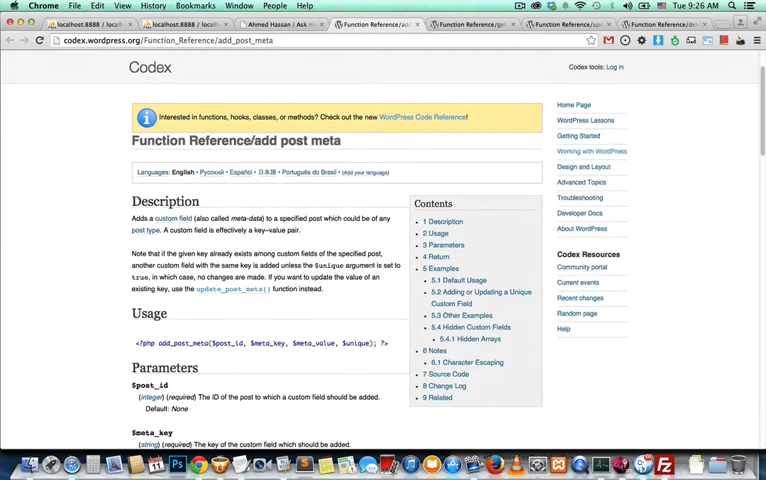 Chrome File Edit View History Bookmarks Window People Help
Tue 9:26 AM
localhost:8888 /
localhost:8888 /
Ahmed Hassan | Ask m
Function Reference/ad
Function Reference/ge
Function Reference/up
Function Reference/de
codex.wordpress.org/Function_Reference/add_post_meta
Codex
Codex tools: Log in
Interested in functions, hooks, classes, or methods? Check out the new WordPress Code Reference!
Function Reference/add post meta
Languages: English • Русский • Español • 日本語 • Português do Brasil • (Add your language)
Description
Adds a custom field (also called meta-data) to a specified post which could be of any
post type. A custom field is effectively a key–value pair.
Note that if the given key already exists among custom fields of the specified post,
another custom field with the same key is added unless the $unique argument is set to
true, in which case, no changes are made. If you want to update the value of an
existing key, use the update_post_meta() function instead.
Usage
<?php add_post_meta($post_id, $meta_key, $meta_value, $unique); ?>
Parameters
$post_id
(integer) (required) The ID of the post to which a custom field should be added.
Default: None
$meta_key
(string) (required) The key of the custom field which should be added.
Contents
1 Description
2 Usage
3 Parameters
4 Return
5 Examples
5.1 Default Usage
5.2 Adding or Updating a Unique
Custom Field
5.3 Other Examples
5.4 Hidden Custom Fields
5.4.1 Hidden Arrays
6 Notes
6.1 Character Escaping
7 Source Code
8 Change Log
9 Related
Home Page
WordPress Lessons
Getting Started
Working with WordPress
Design and Layout
Advanced Topics
Troubleshooting
Developer Docs
About WordPress
Codex Resources
Community portal
Current events
Recent changes
Random page
Help